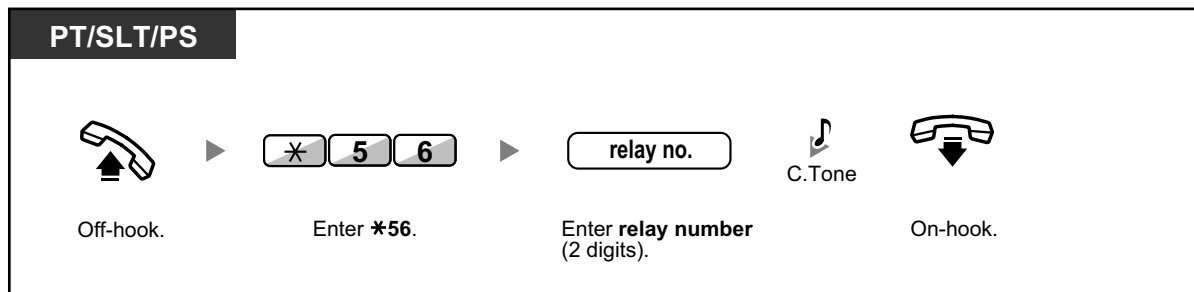 PT/SLT/PS
* 5 6
relay no.
C.Tone
Off-hook.
Enter *56.
Enter relay number
(2 digits).
On-hook.